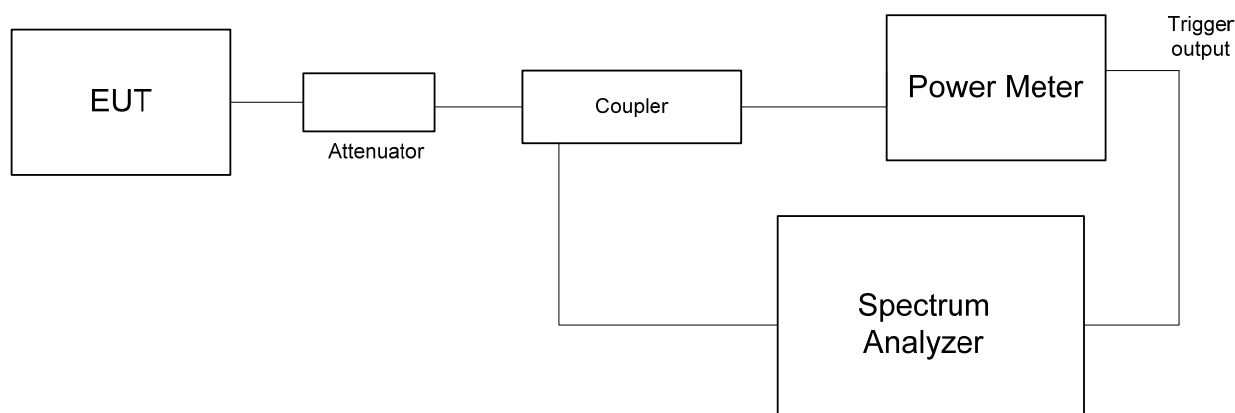 EUT
Attenuator
Coupler
Power Meter
Trigger
output
Spectrum
Analyzer